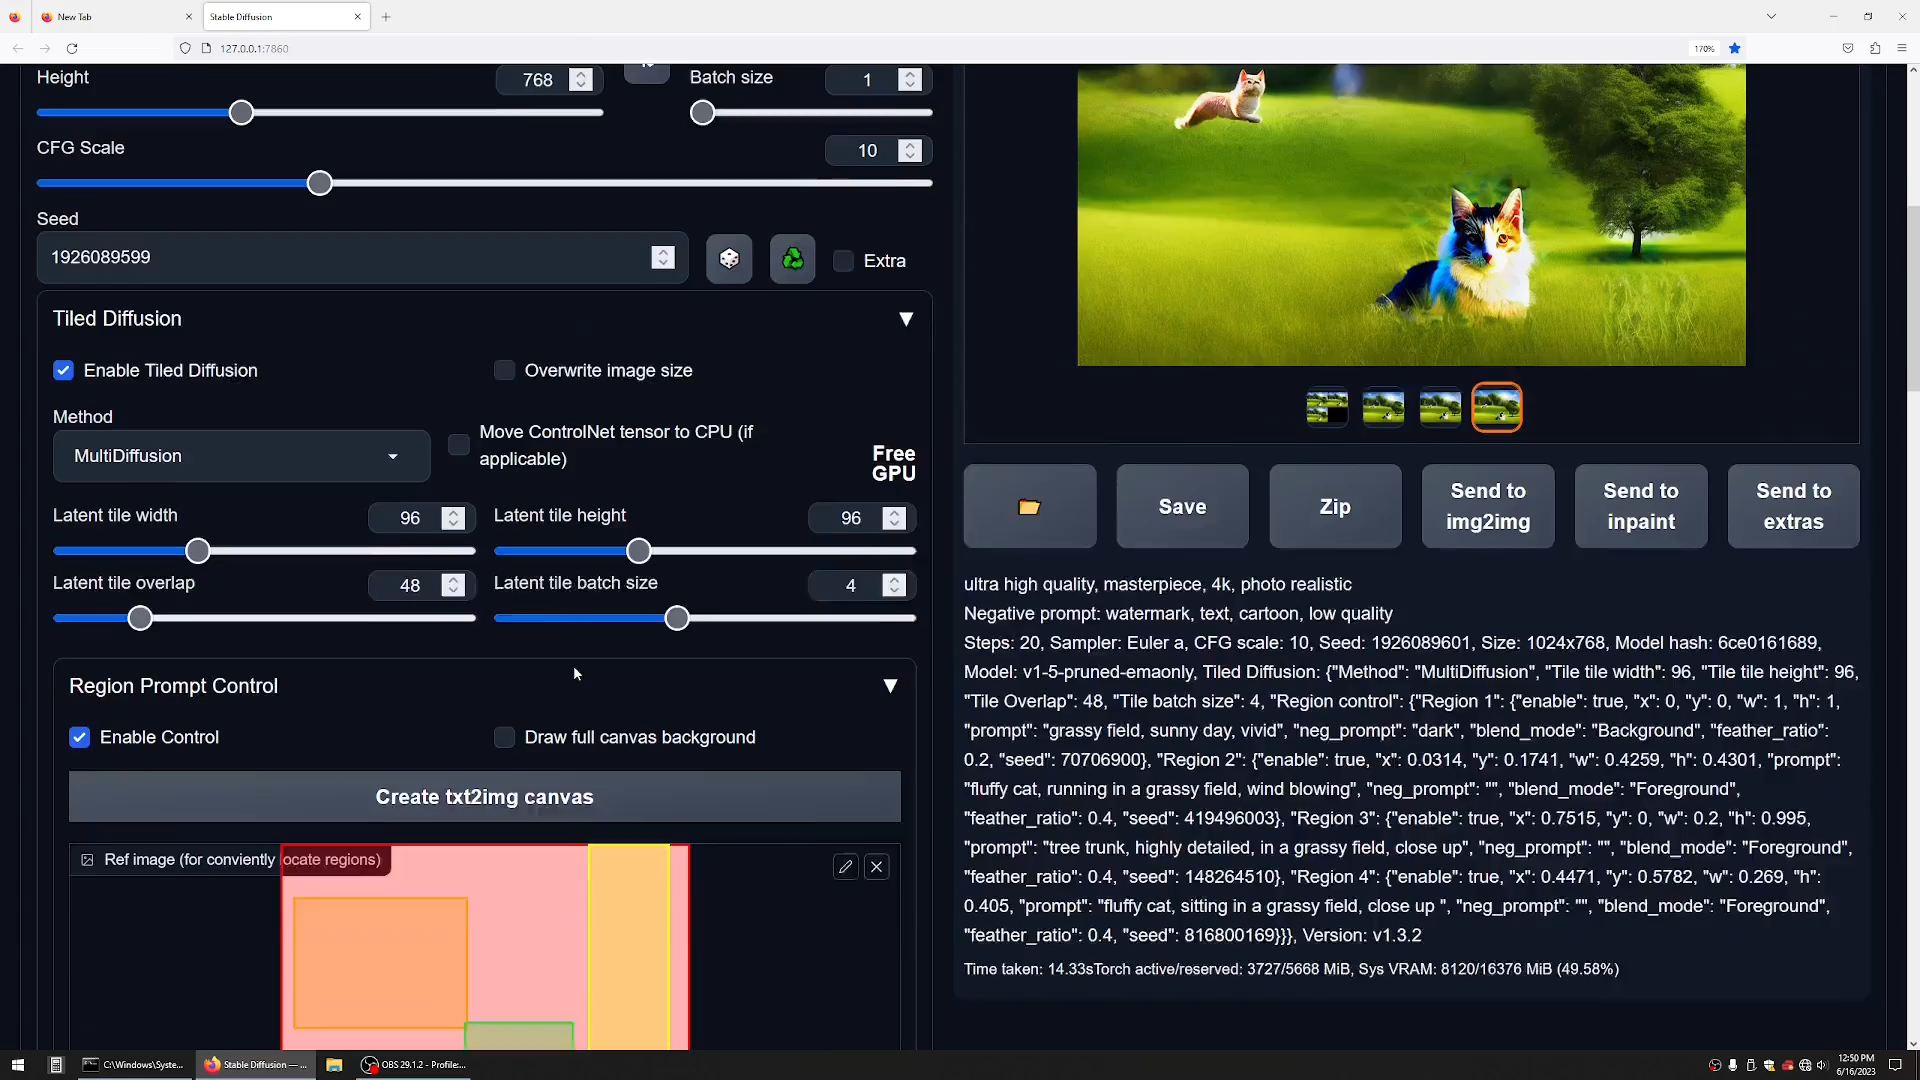 New Tab
Stable Diffusion
127.0.0.1:7860
170%
Height
768
Batch size
1
CFG Scale
10
Seed
1926089599
Extra
Tiled Diffusion
Enable Tiled Diffusion
Overwrite image size
Method
MultiDiffusion
Move ControlNet tensor to CPU (if
applicable)
Free
GPU
Latent tile width
96
Latent tile height
96
Latent tile overlap
48
Latent tile batch size
4
Region Prompt Control
Enable Control
Draw full canvas background
Create txt2img canvas
Ref image (for conviently locate regions)
Save
Zip
Send to
img2img
Send to
inpaint
Send to
extras
ultra high quality, masterpiece, 4k, photo realistic
Negative prompt: watermark, text, cartoon, low quality
Steps: 20, Sampler: Euler a, CFG scale: 10, Seed: 1926089601, Size: 1024x768, Model hash: 6ce0161689,
Model: v1-5-pruned-emaonly, Tiled Diffusion: {"Method": "MultiDiffusion", "Tile tile width": 96, "Tile tile height": 96,
"Tile Overlap": 48, "Tile batch size": 4, "Region control": {"Region 1": {"enable": true, "x": 0, "y": 0, "w": 1, "h": 1,
"prompt": "grassy field, sunny day, vivid", "neg_prompt": "dark", "blend_mode": "Background", "feather_ratio":
0.2, "seed": 70706900}, "Region 2": {"enable": true, "x": 0.0314, "y": 0.1741, "w": 0.4259, "h": 0.4301, "prompt":
"fluffy cat, running in a grassy field, wind blowing", "neg_prompt": "", "blend_mode": "Foreground",
"feather_ratio": 0.4, "seed": 419496003}, "Region 3": {"enable": true, "x": 0.7515, "y": 0, "w": 0.2, "h": 0.995,
"prompt": "tree trunk, highly detailed, in a grassy field, close up", "neg_prompt": "", "blend_mode": "Foreground",
"feather_ratio": 0.4, "seed": 148264510}, "Region 4": {"enable": true, "x": 0.4471, "y": 0.5782, "w": 0.269, "h":
0.405, "prompt": "fluffy cat, sitting in a grassy field, close up ", "neg_prompt": "", "blend_mode": "Foreground",
"feather_ratio": 0.4, "seed": 816800169}}}, Version: v1.3.2
Time taken: 14.33sTorch active/reserved: 3727/5668 MiB, Sys VRAM: 8120/16376 MiB (49.58%)
C:\Windows\Syste...
Stable Diffusion — ...
OBS 29.1.2 - Profile:...
12:50 PM
6/16/2023